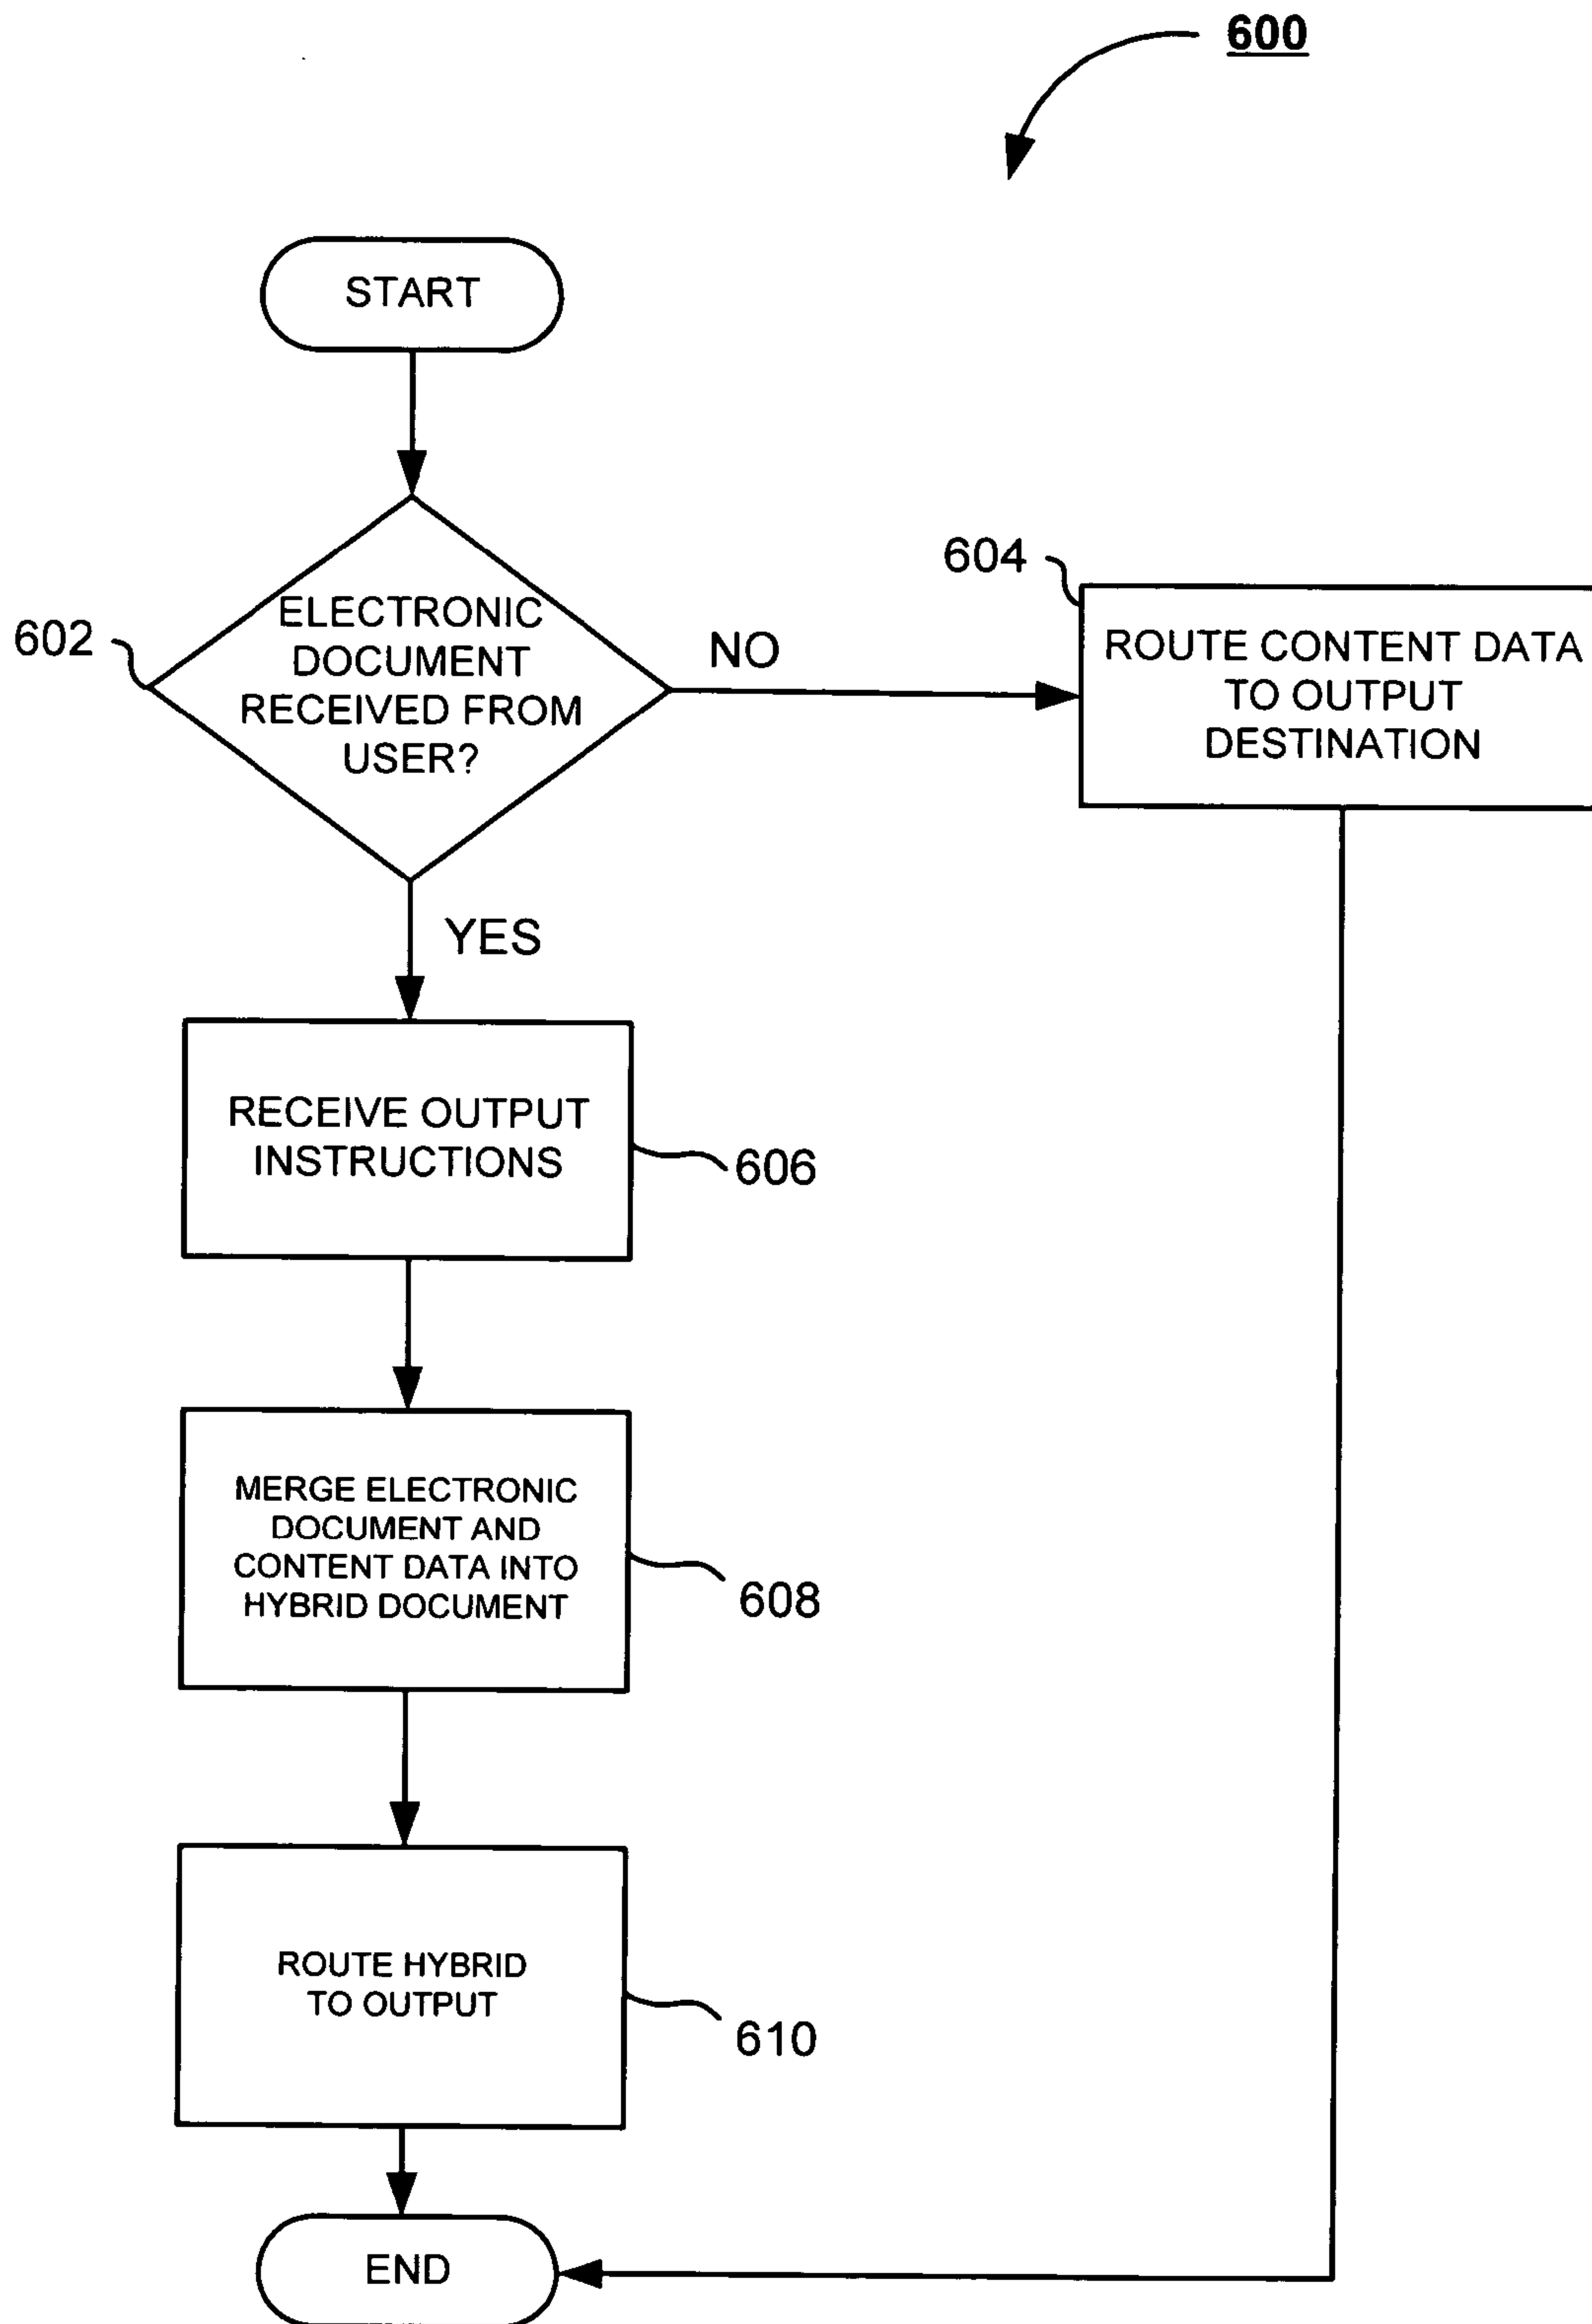 600
START
602
ELECTRONIC
DOCUMENT
RECEIVED FROM
USER?
NO
604
ROUTE CONTENT DATA
TO OUTPUT
DESTINATION
YES
RECEIVE OUTPUT
INSTRUCTIONS
606
MERGE ELECTRONIC
DOCUMENT AND
CONTENT DATA INTO
HYBRID DOCUMENT
608
ROUTE HYBRID
TO OUTPUT
610
END